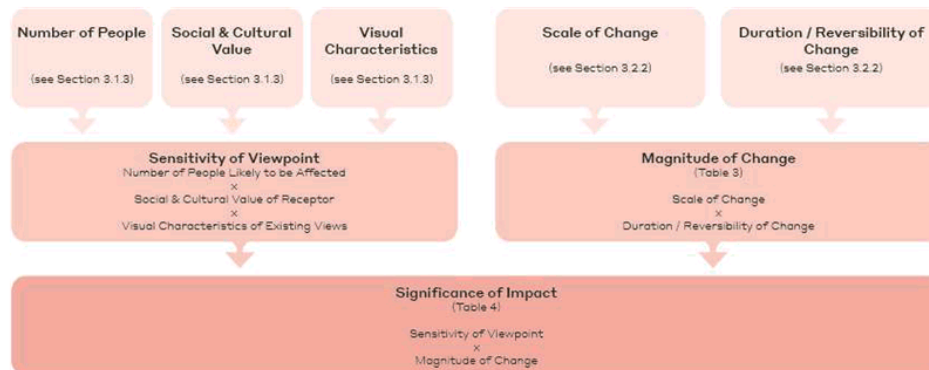 Number of People
(see Section 3.1.3)
Social & Cultural
Value
(see Section 3.1.3)
Visual
Characteristics
(see Section 3.1.3)
Scale of Change
(see Section 3.2.2)
Duration / Reversibility of
Change
(see Section 3.2.2)
Sensitivity of Viewpoint
Number of People Likely to be Affected
×
Social & Cultural Value of Receptor
×
Visual Characteristics of Existing Views
Magnitude of Change
(Table 3)
Scale of Change
×
Duration / Reversibility of Change
Significance of Impact
(Table 4)
Sensitivity of Viewpoint
×
Magnitude of Change